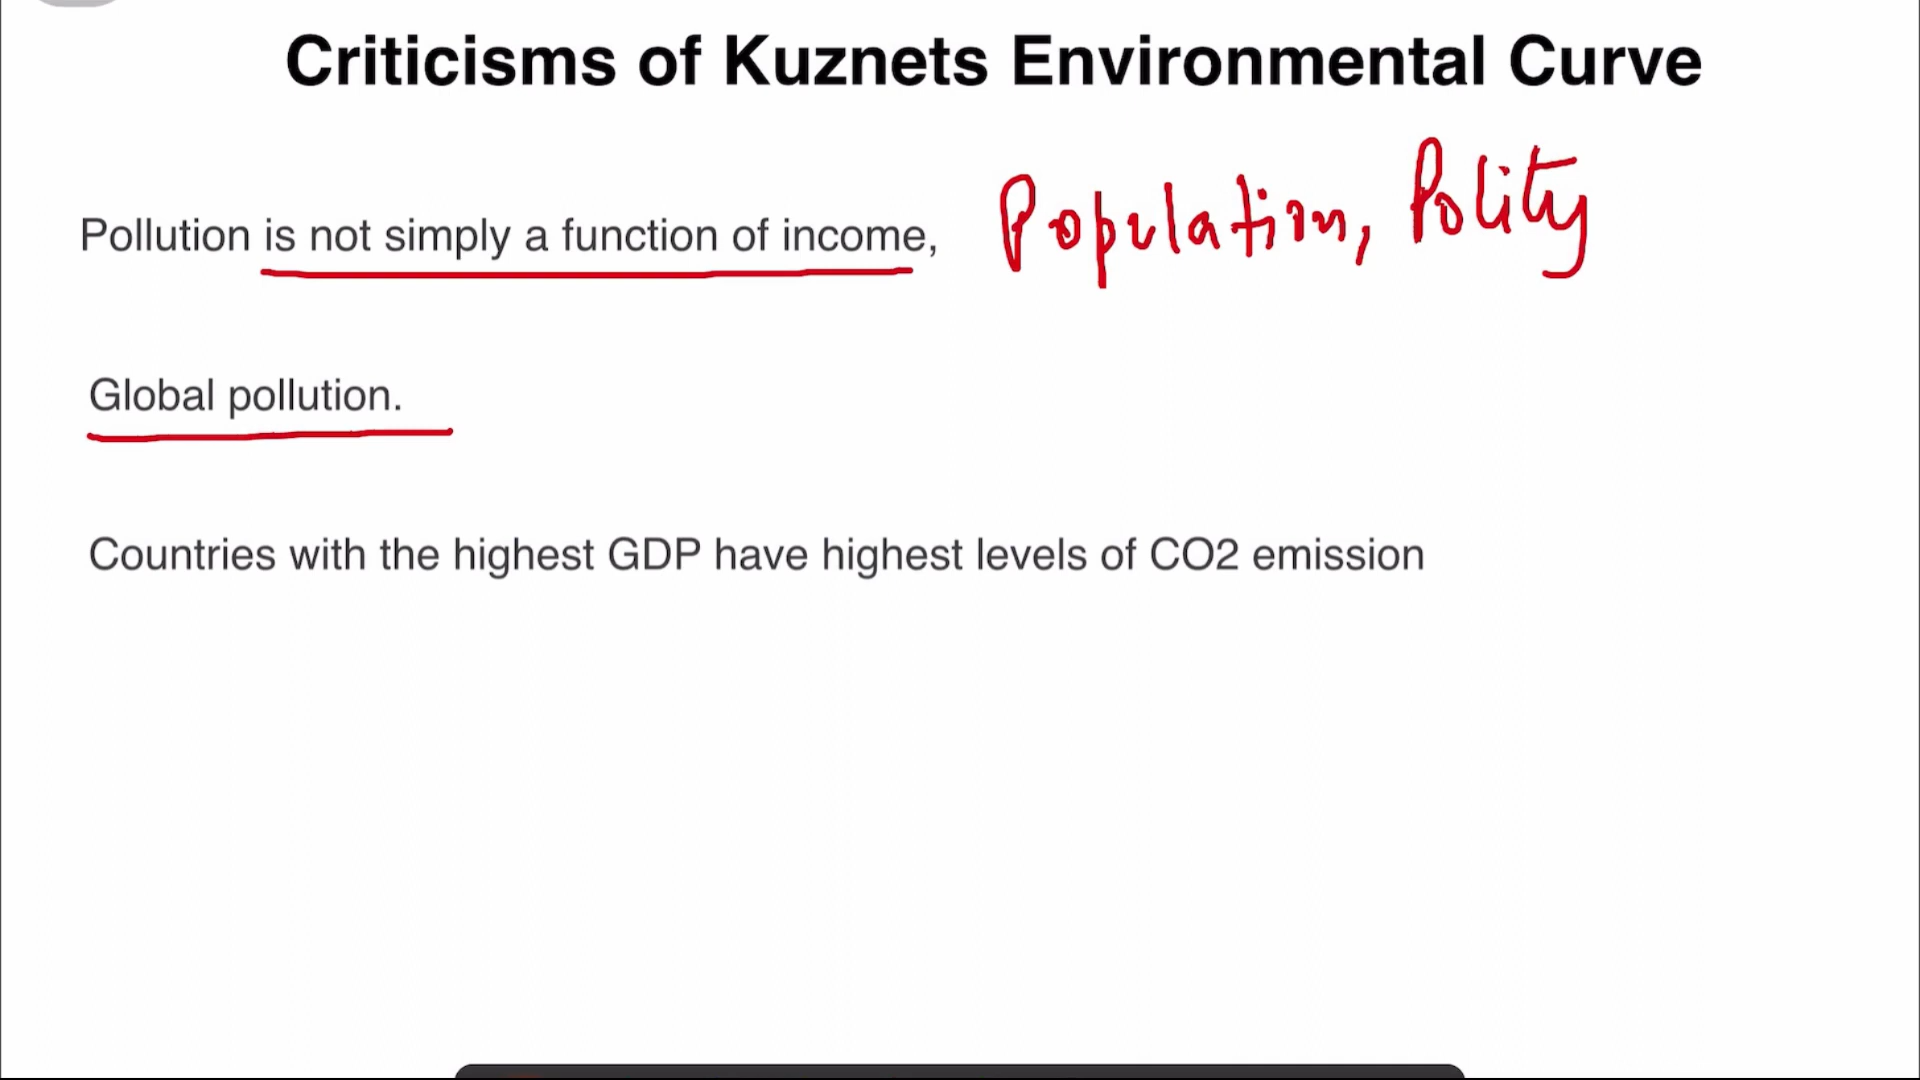 Criticisms of Kuznets Environmental Curve
Pollution is not simply a function of income, Population, Polity
Global pollution.
Countries with the highest GDP have highest levels of CO2 emission